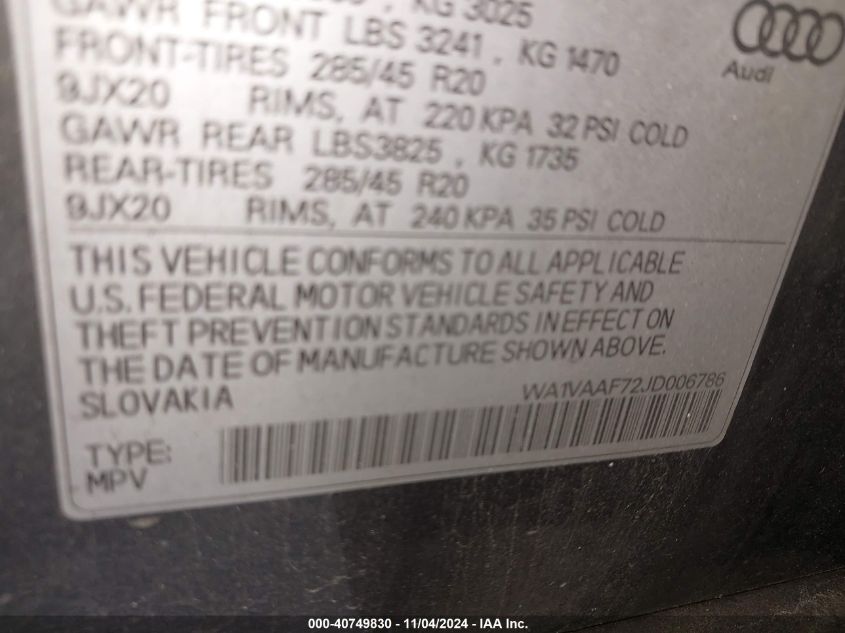 KG 3025
GAWR FRONT LBS 3241 . KG 1470
FRONT-TIRES 285/45 R20
9JX20 RIMS, AT 220 KPA 32 PSI COLD
GAWR REAR LBS3825 . KG 1735
REAR-TIRES 285/45 R20
9JX20 RIMS, AT 240 KPA 35 PSI COLD
Audi
THIS VEHICLE CONFORMS TO ALL APPLICABLE
U.S. FEDERAL MOTOR VEHICLE SAFETY AND
THEFT PREVENTION STANDARDS IN EFFECT ON
THE DATE OF MANUFACTURE SHOWN ABOVE.
SLOVAKIA
WA1VAAF72JD006786
TYPE:
MPV
000-40749830 - 11/04/2024 - IAA Inc.